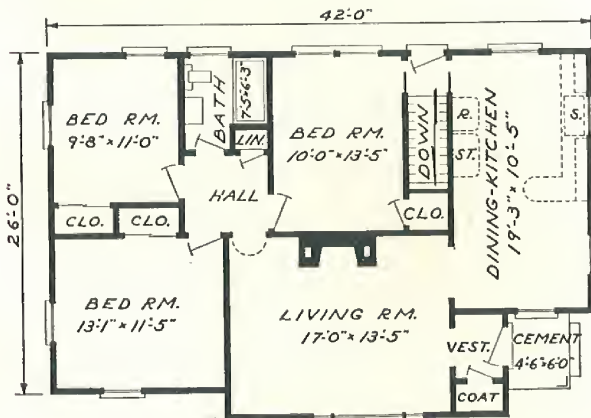 42'-0"
26'-0"
BED RM.
9'-8" x 11'-0"
BATH
7'-5" x 6'-3"
LIN.
BED RM.
10'-0" x 13'-5"
DOWN
R.
ST.
S.
DINING-KITCHEN
19'-3" x 10'-5"
HALL
CLO.
CLO.
CLO.
BED RM.
13'-1" x 11'-5"
LIVING RM.
17'-0" x 13'-5"
VEST.
CEMENT
4'-6" x 6'-0"
COAT